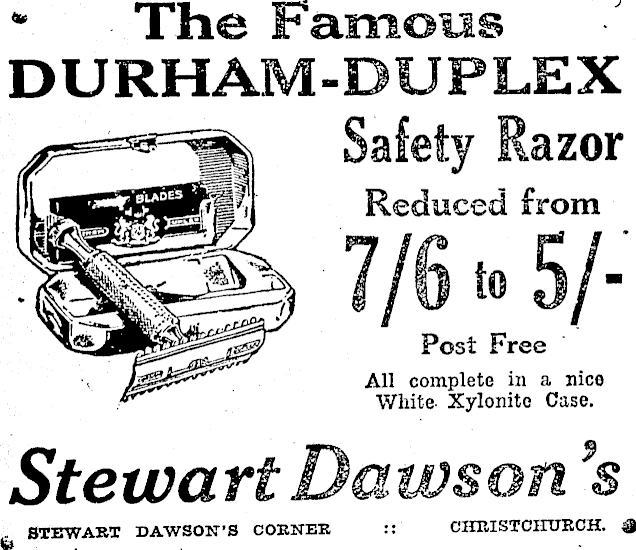 The Famous
DURHAM-DUPLEX
Safety Razor
BLADES
Reduced from
7/6 to 5/-
Post Free
All complete in a nice
White Xylonite Case.
Stewart Dawson's
STEWART DAWSON'S CORNER :: CHRISTCHURCH.